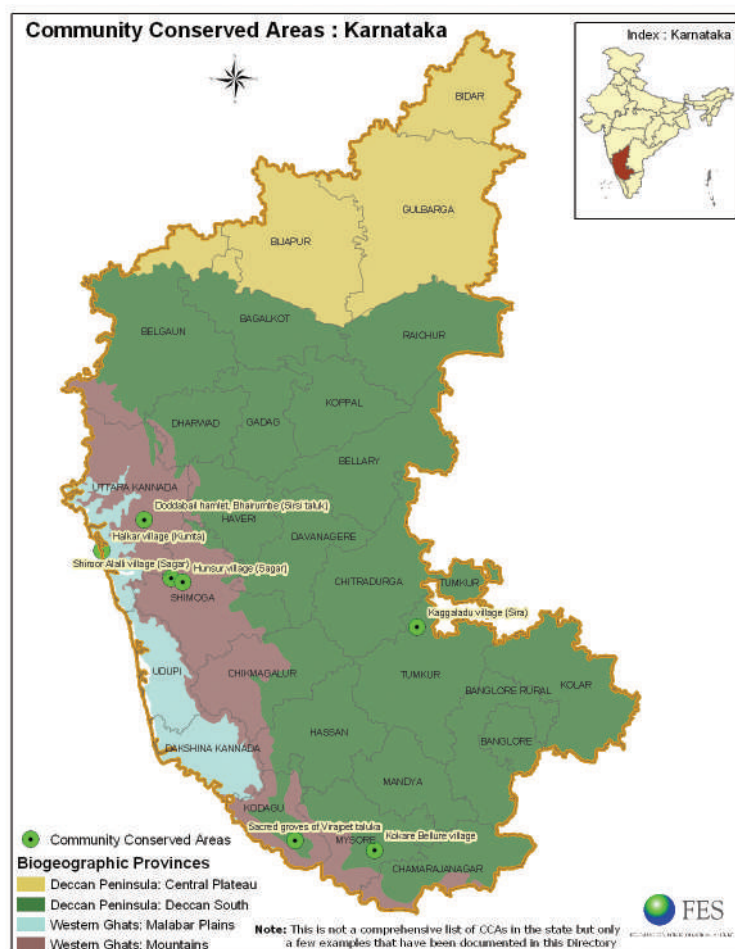 Community Conserved Areas : Karnataka
Index : Karnataka
BIDAR
GULBARGA
BIJAPUR
BELGAUN
BAGALKOT
RAICHUR
KOPPAL
DHARWAD
GADAG
BELLARY
UTTARA KANNADA
Doddabail hamlet, Bhairumbe (Sirsi taluk)
HAVERI
Halkar village (Kumta)
DAVANAGERE
Shiroor Alalli village (Sagar)
Hunsur village (Sagar)
CHITRADURGA
TUMKUR
SHIMOGA
Kaggaladu village (Sira)
UDUPI
CHIKMAGALUR
TUMKUR
BANGLORE RURAL
KOLAR
HASSAN
BANGLORE
DAKSHINA KANNADA
MANDYA
KODAGU
Sacred groves of Virajpet taluka
MYSORE
Kokare Bellure village
CHAMARAJANAGAR
Community Conserved Areas
Biogeographic Provinces
Deccan Peninsula: Central Plateau
Deccan Peninsula: Deccan South
Western Ghats: Malabar Plains
Western Ghats: Mountains
FES
Note: This is not a comprehensive list of CCAs in the state but only
a few examples that have been documented in this Directory